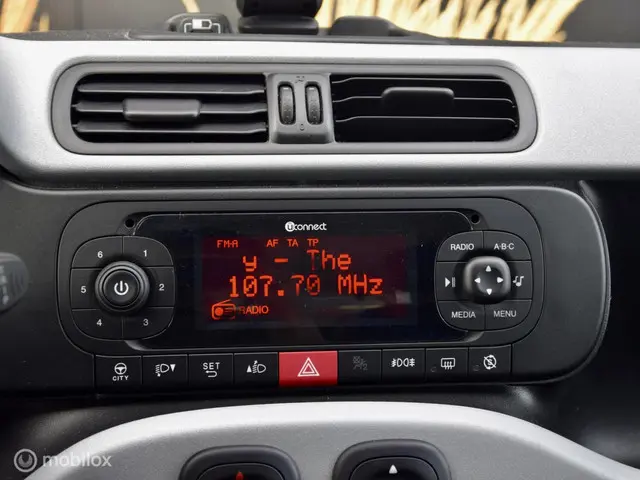 uconnect
FM-A AF TA TP
y - The
107.70 MHz
RADIO
6 1
5 2
4 3
RADIO A·B·C
MEDIA MENU
CITY
SET
mobilox